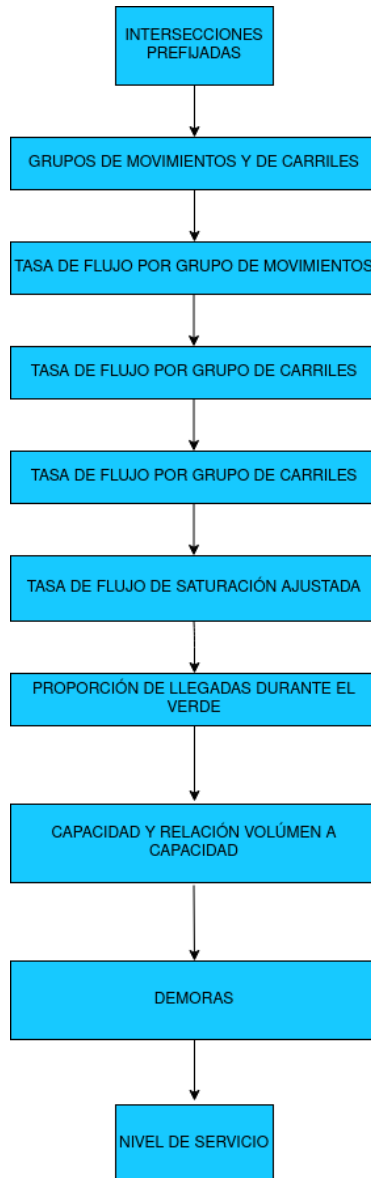 INTERSECCIONES
PREFIJADAS
GRUPOS DE MOVIMIENTOS Y DE CARRILES
TASA DE FLUJO POR GRUPO DE MOVIMIENTOS
TASA DE FLUJO POR GRUPO DE CARRILES
TASA DE FLUJO POR GRUPO DE CARRILES
TASA DE FLUJO DE SATURACIÓN AJUSTADA
PROPORCIÓN DE LLEGADAS DURANTE EL
VERDE
CAPACIDAD Y RELACIÓN VOLÚMEN A
CAPACIDAD
DEMORAS
NIVEL DE SERVICIO